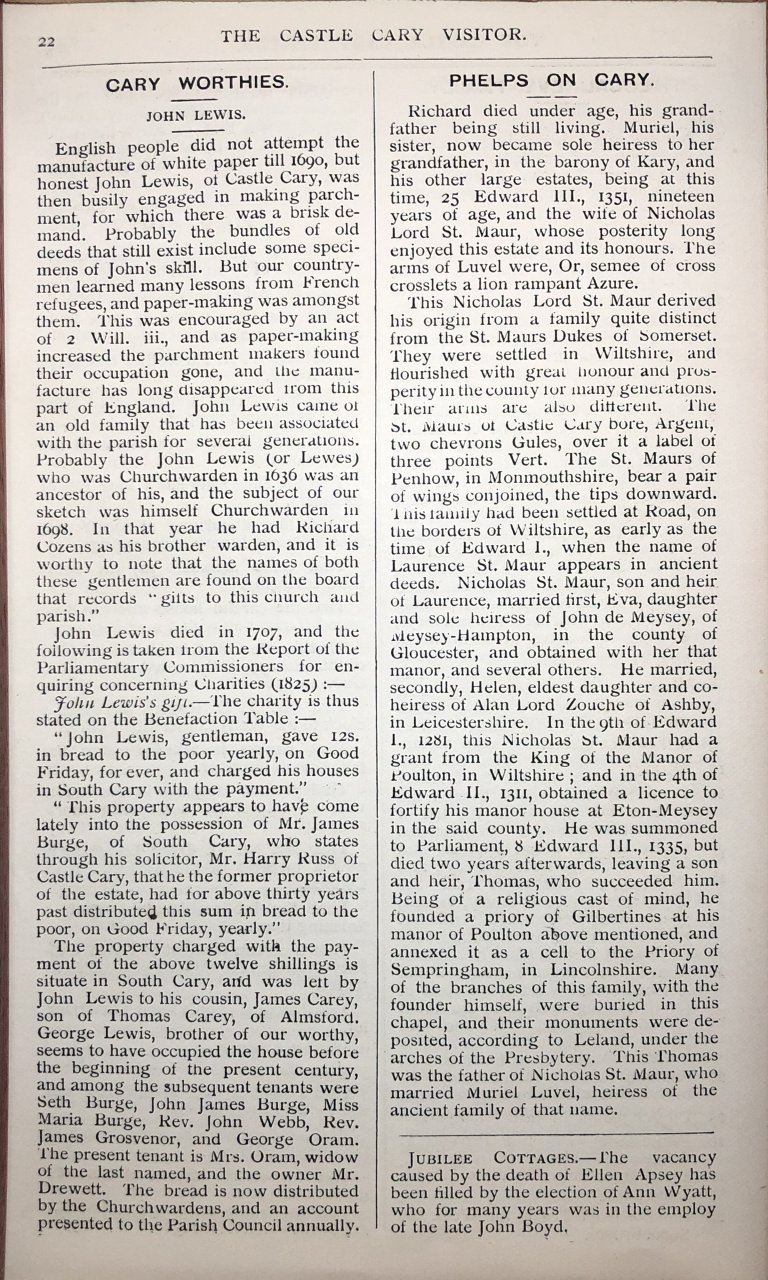 22
THE CASTLE CARY VISITOR.
CARY WORTHIES.
JOHN LEWIS.
English people did not attempt the
manufacture of white paper till 1690, but
honest John Lewis, of Castle Cary, was
then busily engaged in making parch-
ment, for which there was a brisk de-
mand. Probably the bundles of old
deeds that still exist include some speci-
mens of John's skill. But our country-
men learned many lessons from French
refugees, and paper-making was amongst
them. This was encouraged by an act
of 2 Will. iii., and as paper-making
increased the parchment makers found
their occupation gone, and the manu-
facture has long disappeared from this
part of England. John Lewis came of
an old family that has been associated
with the parish for several generations.
Probably the John Lewis (or Lewes)
who was Churchwarden in 1636 was an
ancestor of his, and the subject of our
sketch was himself Churchwarden in
1698. In that year he had Richard
Cozens as his brother warden, and it is
worthy to note that the names of both
these gentlemen are found on the board
that records "gifts to this church and
parish."
John Lewis died in 1707, and the
following is taken from the Report of the
Parliamentary Commissioners for en-
quiring concerning Charities (1825) :—
John Lewis's gift.—The charity is thus
stated on the Benefaction Table :—
"John Lewis, gentleman, gave 12s.
in bread to the poor yearly, on Good
Friday, for ever, and charged his houses
in South Cary with the payment."
"This property appears to have come
lately into the possession of Mr. James
Burge, of South Cary, who states
through his solicitor, Mr. Harry Russ of
Castle Cary, that he the former proprietor
of the estate, had for above thirty years
past distributed this sum in bread to the
poor, on Good Friday, yearly."
The property charged with the pay-
ment of the above twelve shillings is
situate in South Cary, and was left by
John Lewis to his cousin, James Carey,
son of Thomas Carey, of Almsford.
George Lewis, brother of our worthy,
seems to have occupied the house before
the beginning of the present century,
and among the subsequent tenants were
Seth Burge, John James Burge, Miss
Maria Burge, Rev. John Webb, Rev.
James Grosvenor, and George Oram.
The present tenant is Mrs. Oram, widow
of the last named, and the owner Mr.
Drewett. The bread is now distributed
by the Churchwardens, and an account
presented to the Parish Council annually.
PHELPS ON CARY.
Richard died under age, his grand-
father being still living. Muriel, his
sister, now became sole heiress to her
grandfather, in the barony of Kary, and
his other large estates, being at this
time, 25 Edward III., 1351, nineteen
years of age, and the wife of Nicholas
Lord St. Maur, whose posterity long
enjoyed this estate and its honours. The
arms of Luvel were, Or, semee of cross
crosslets a lion rampant Azure.
This Nicholas Lord St. Maur derived
his origin from a family quite distinct
from the St. Maurs Dukes of Somerset.
They were settled in Wiltshire, and
flourished with great honour and pros-
perity in the county for many generations.
Their arms are also different. The
St. Maurs of Castle Cary bore, Argent,
two chevrons Gules, over it a label of
three points Vert. The St. Maurs of
Penhow, in Monmouthshire, bear a pair
of wings conjoined, the tips downward.
This family had been settled at Road, on
the borders of Wiltshire, as early as the
time of Edward I., when the name of
Laurence St. Maur appears in ancient
deeds. Nicholas St. Maur, son and heir
of Laurence, married first, Eva, daughter
and sole heiress of John de Meysey, of
Meysey-Hampton, in the county of
Gloucester, and obtained with her that
manor, and several others. He married,
secondly, Helen, eldest daughter and co-
heiress of Alan Lord Zouche of Ashby,
in Leicestershire. In the 9th of Edward
I., 1281, this Nicholas St. Maur had a
grant from the King of the Manor of
Poulton, in Wiltshire ; and in the 4th of
Edward II., 1311, obtained a licence to
fortify his manor house at Eton-Meysey
in the said county. He was summoned
to Parliament, 8 Edward III., 1335, but
died two years afterwards, leaving a son
and heir, Thomas, who succeeded him.
Being of a religious cast of mind, he
founded a priory of Gilbertines at his
manor of Poulton above mentioned, and
annexed it as a cell to the Priory of
Sempringham, in Lincolnshire. Many
of the branches of this family, with the
founder himself, were buried in this
chapel, and their monuments were de-
posited, according to Leland, under the
arches of the Presbytery. This Thomas
was the father of Nicholas St. Maur, who
married Muriel Luvel, heiress of the
ancient family of that name.
JUBILEE COTTAGES.—The vacancy
caused by the death of Ellen Apsey has
been filled by the election of Ann Wyatt,
who for many years was in the employ
of the late John Boyd.